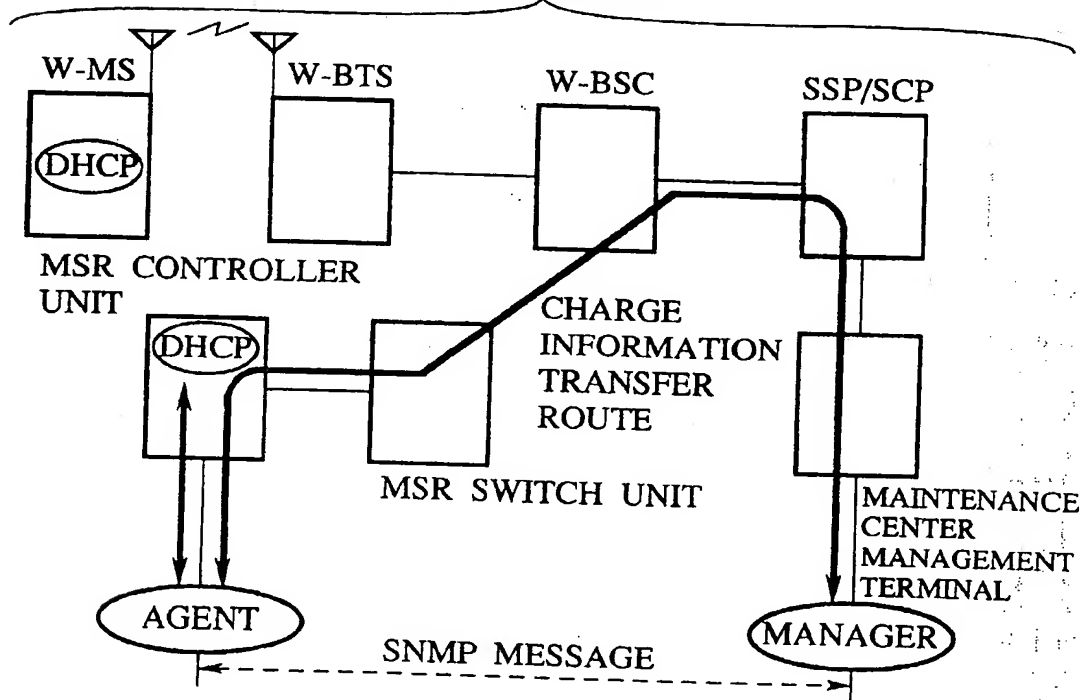 W-MS
W-BTS
W-BSC
SSP/SCP
DHCP
MSR CONTROLLER
UNIT
DHCP
CHARGE
INFORMATION
TRANSFER
ROUTE
MSR SWITCH UNIT
MAINTENANCE
CENTER
MANAGEMENT
TERMINAL
AGENT
MANAGER
SNMP MESSAGE